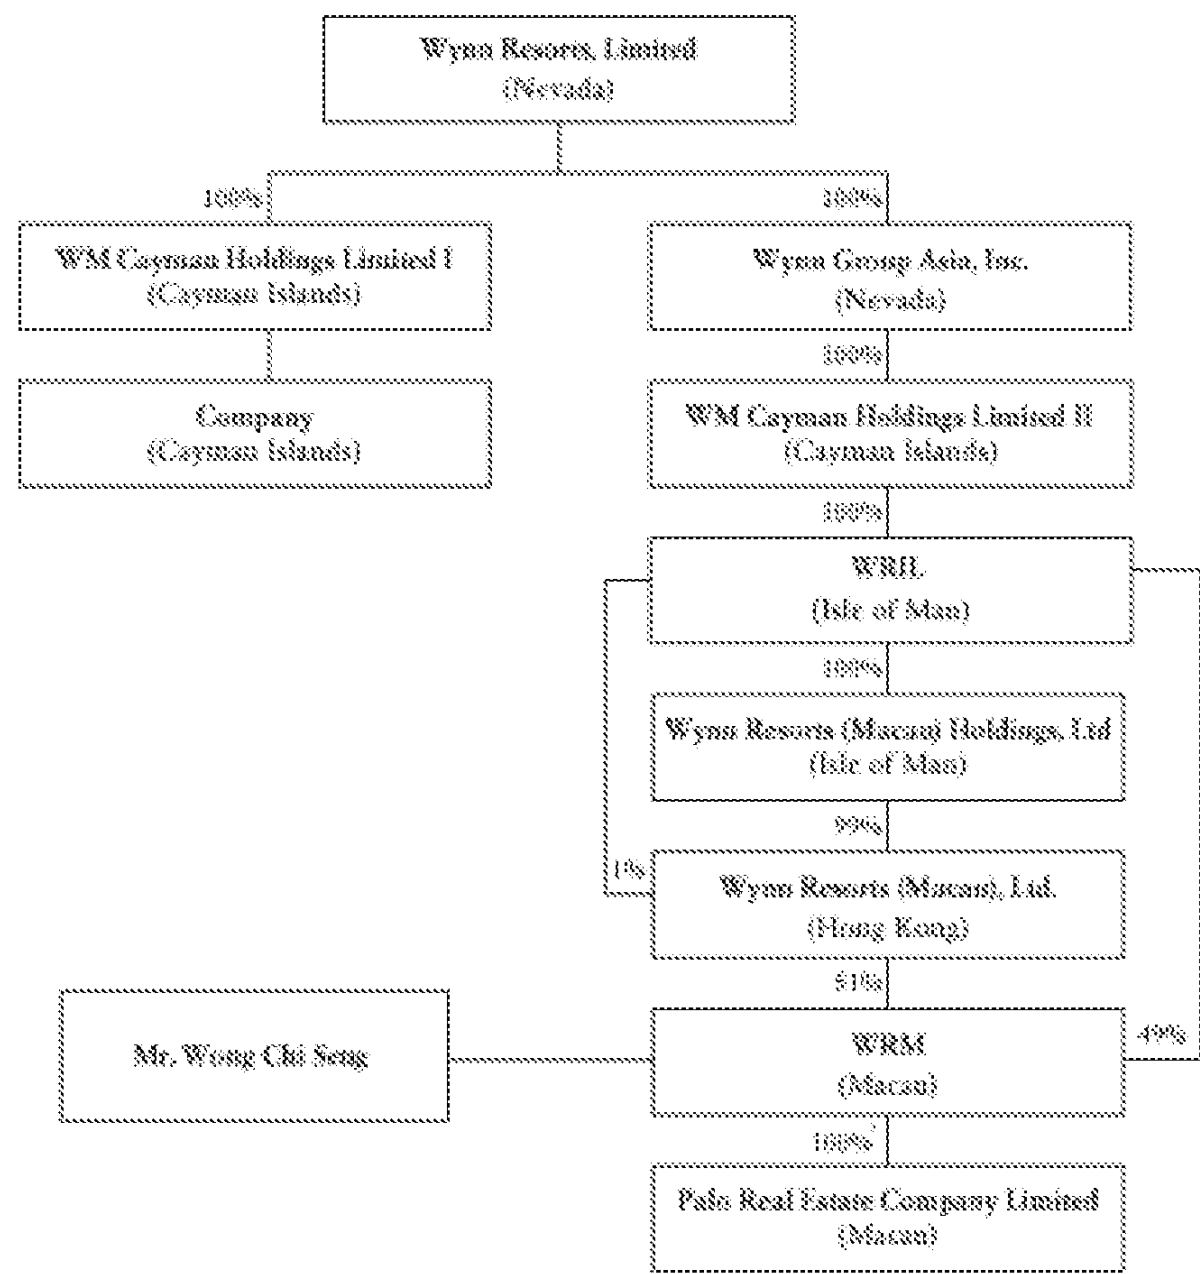 Wynn Resorts, Limited
(Nevada)
100%
100%
WM Cayman Holdings Limited I
(Cayman Islands)
Wynn Group Asia, Inc.
(Nevada)
100%
Company
(Cayman Islands)
WM Cayman Holdings Limited II
(Cayman Islands)
100%
WRIL
(Isle of Man)
100%
Wynn Resorts (Macau) Holdings, Ltd
(Isle of Man)
99%
1%
Wynn Resorts (Macau), Ltd.
(Hong Kong)
51%
Mr. Wong Chi Seng
WRM
(Macau)
49%
100%
Palo Real Estate Company Limited
(Macau)